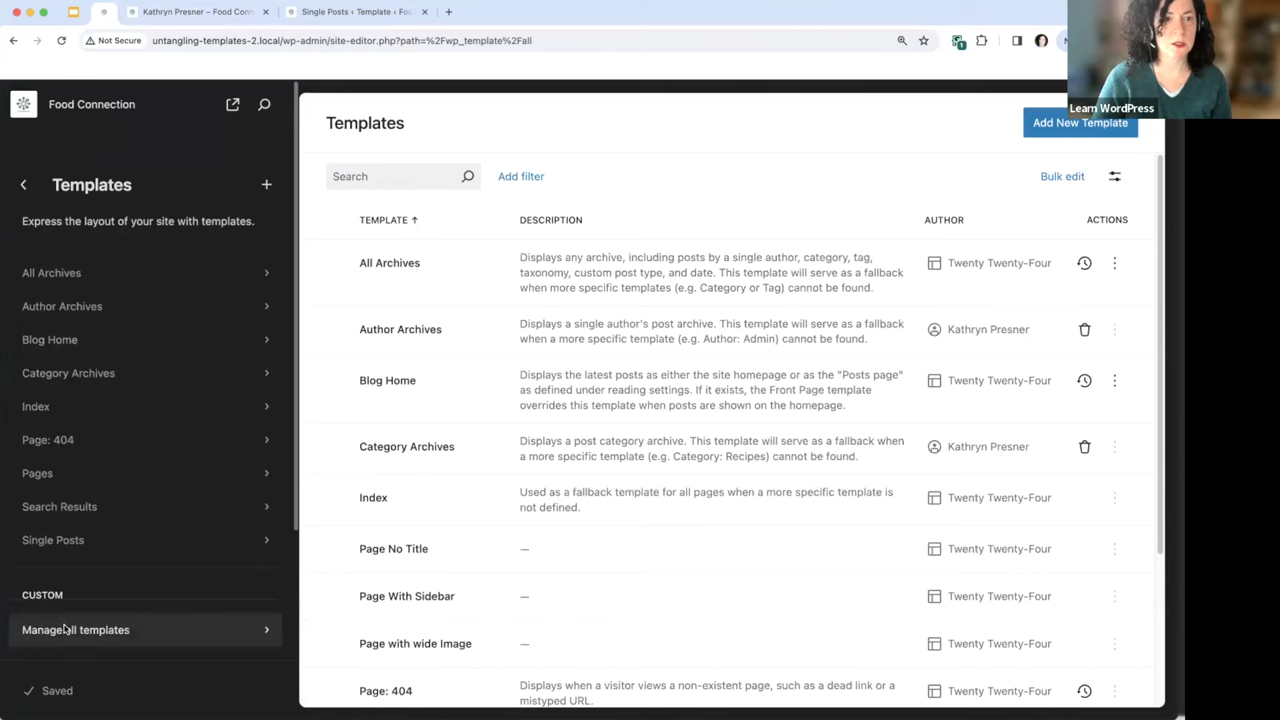 Kathryn Presner – Food Conn
Single Posts ‹ Template ‹ Foo
Not Secure
untangling-templates-2.local/wp-admin/site-editor.php?path=%2Fwp_template%2Fall
1
Learn WordPress
Food Connection
Templates
Express the layout of your site with templates.
All Archives
Author Archives
Blog Home
Category Archives
Index
Page: 404
Pages
Search Results
Single Posts
CUSTOM
Manage all templates
Saved
Templates
Add New Template
Search
Add filter
Bulk edit
TEMPLATE ↑
DESCRIPTION
AUTHOR
ACTIONS
All Archives
Displays any archive, including posts by a single author, category, tag,
taxonomy, custom post type, and date. This template will serve as a fallback
when more specific templates (e.g. Category or Tag) cannot be found.
Twenty Twenty-Four
Author Archives
Displays a single author's post archive. This template will serve as a fallback
when a more specific template (e.g. Author: Admin) cannot be found.
Kathryn Presner
Blog Home
Displays the latest posts as either the site homepage or as the "Posts page"
as defined under reading settings. If it exists, the Front Page template
overrides this template when posts are shown on the homepage.
Twenty Twenty-Four
Category Archives
Displays a post category archive. This template will serve as a fallback when
a more specific template (e.g. Category: Recipes) cannot be found.
Kathryn Presner
Index
Used as a fallback template for all pages when a more specific template is
not defined.
Twenty Twenty-Four
Page No Title
—
Twenty Twenty-Four
Page With Sidebar
—
Twenty Twenty-Four
Page with wide Image
—
Twenty Twenty-Four
Page: 404
Displays when a visitor views a non-existent page, such as a dead link or a
mistyped URL.
Twenty Twenty-Four